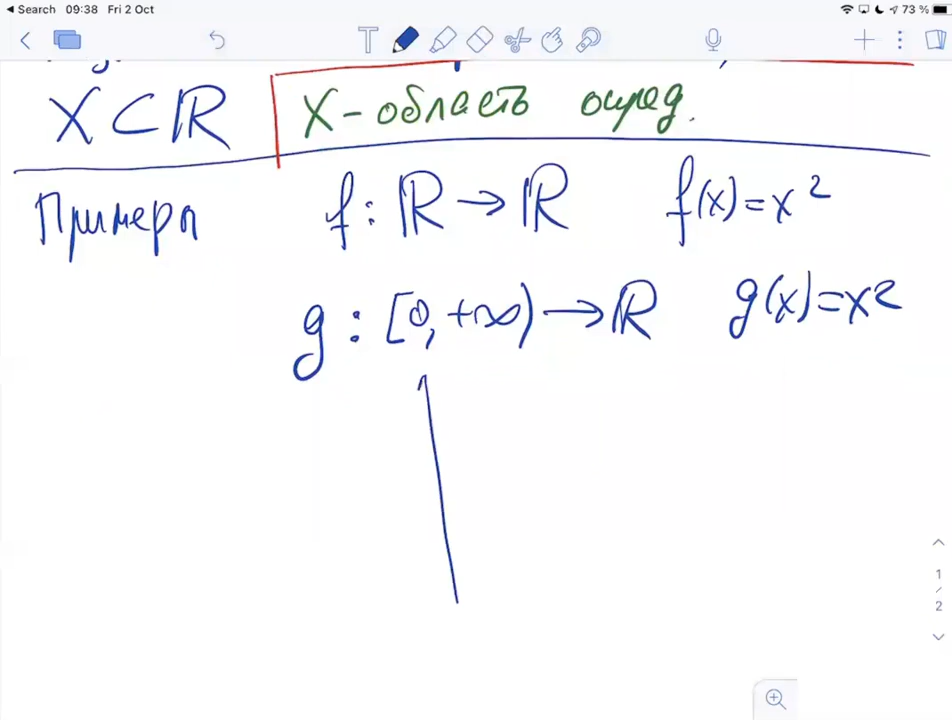 Search 09:38 Fri 2 Oct 73 %
X ⊂ ℝ X – область опред.
Примеры f : ℝ → ℝ f(x) = x²
g : [0, +∞) → ℝ g(x) = x²
1
/
2